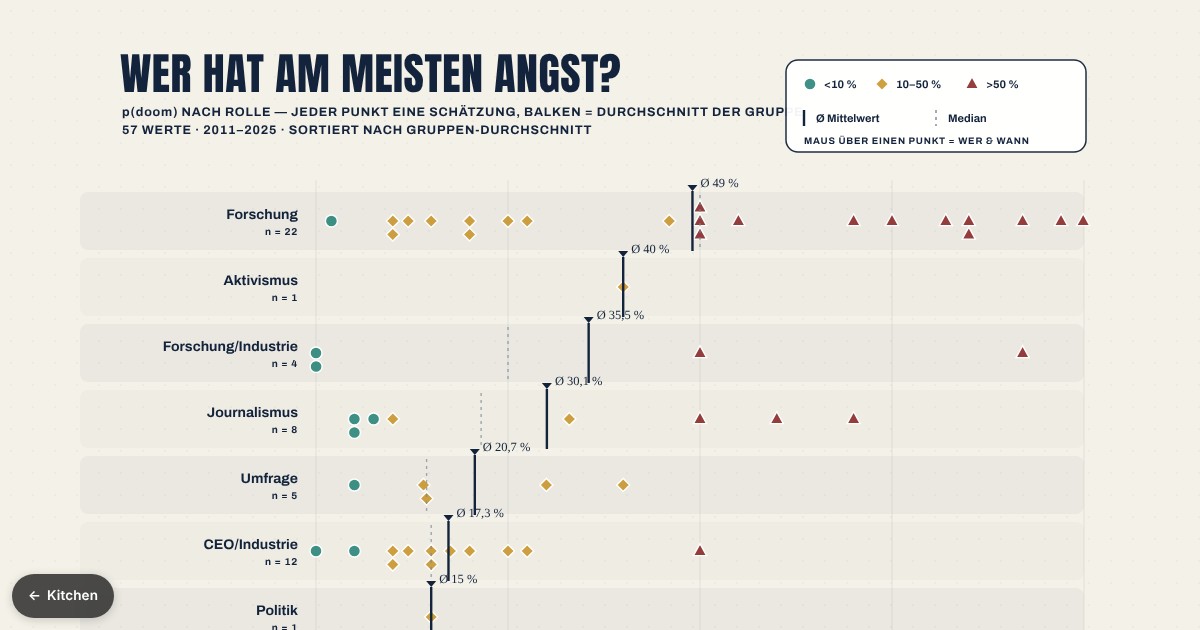 WER HAT AM MEISTEN ANGST?
p(doom) NACH ROLLE — JEDER PUNKT EINE SCHÄTZUNG, BALKEN = DURCHSCHNITT DER GRUPPE
57 WERTE · 2011–2025 · SORTIERT NACH GRUPPEN-DURCHSCHNITT
<10 % 10–50 % >50 %
Ø Mittelwert Median
MAUS ÜBER EINEN PUNKT = WER & WANN
Ø 49 %
Forschung
n = 22
Ø 40 %
Aktivismus
n = 1
Ø 35,5 %
Forschung/Industrie
n = 4
Ø 30,1 %
Journalismus
n = 8
Ø 20,7 %
Umfrage
n = 5
Ø 17,3 %
CEO/Industrie
n = 12
Ø 15 %
← Kitchen
Politik
n = 1